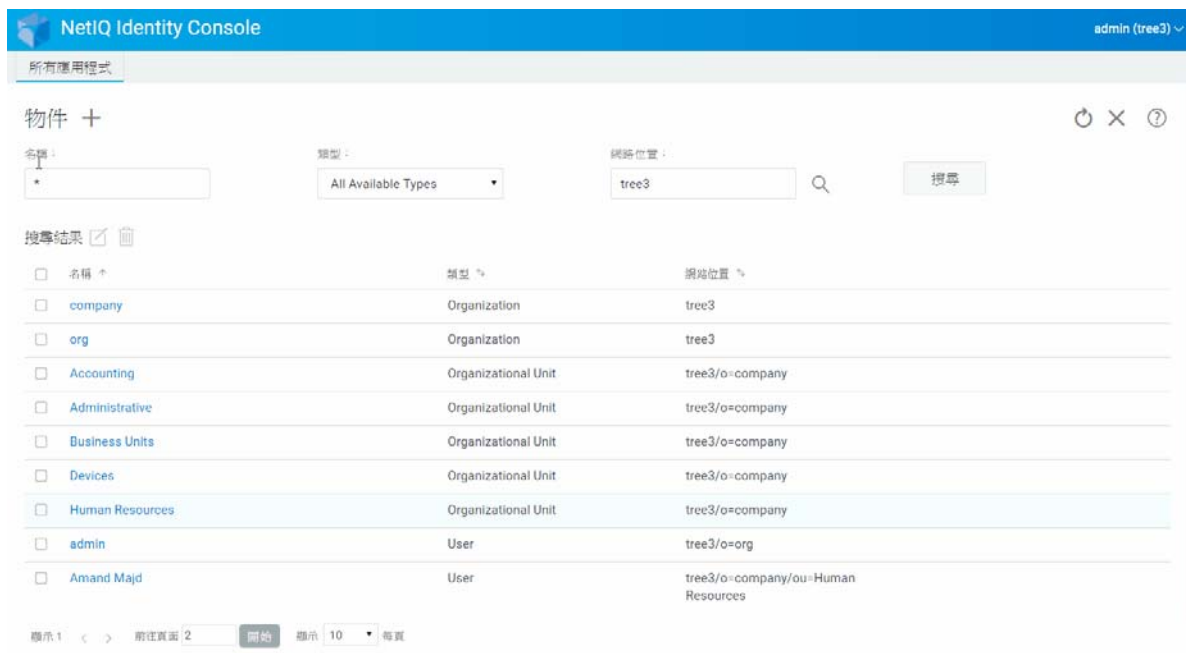 NetIQ Identity Console
admin (tree3)
所有應用程式
物件
名稱：
類型：
網路位置：
*
All Available Types
tree3
搜尋
搜尋結果
名稱 類型 網路位置
company Organization tree3
org Organization tree3
Accounting Organizational Unit tree3/o=company
Administrative Organizational Unit tree3/o=company
Business Units Organizational Unit tree3/o=company
Devices Organizational Unit tree3/o=company
Human Resources Organizational Unit tree3/o=company
admin User tree3/o=org
Amand Majd User tree3/o=company/ou=Human
Resources
顯示 1 < > 前往頁面 2 開始 顯示 10 每頁